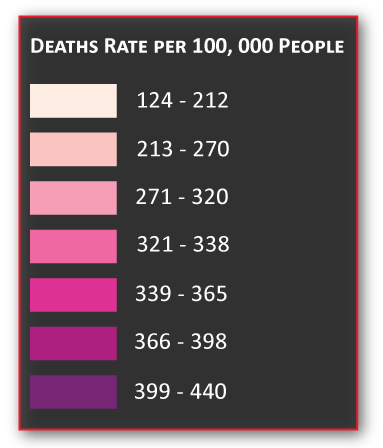 Deaths Rate per 100, 000 People
124 - 212
213 - 270
271 - 320
321 - 338
339 - 365
366 - 398
399 - 440